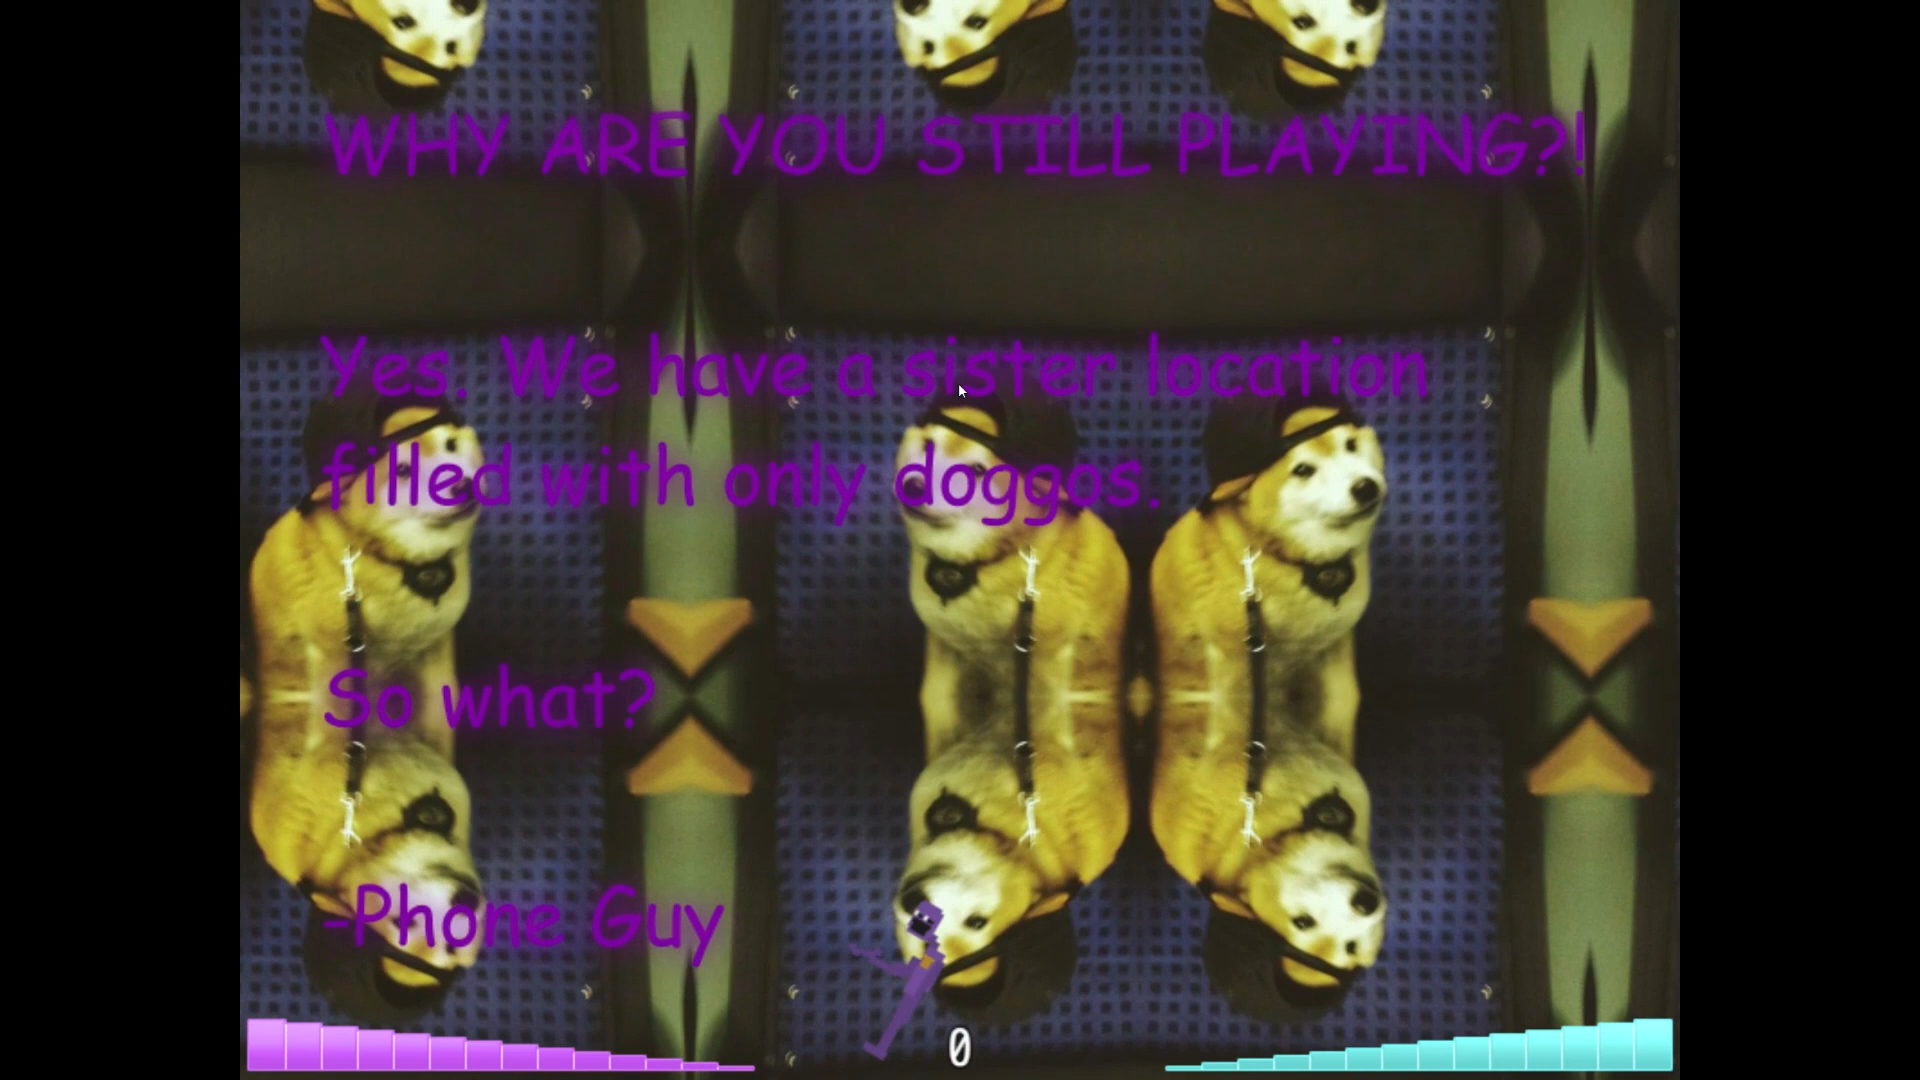 WHY ARE YOU STILL PLAYING?!
Yes. We have a sister location
filled with only doggos.
So what?
-Phone Guy
0